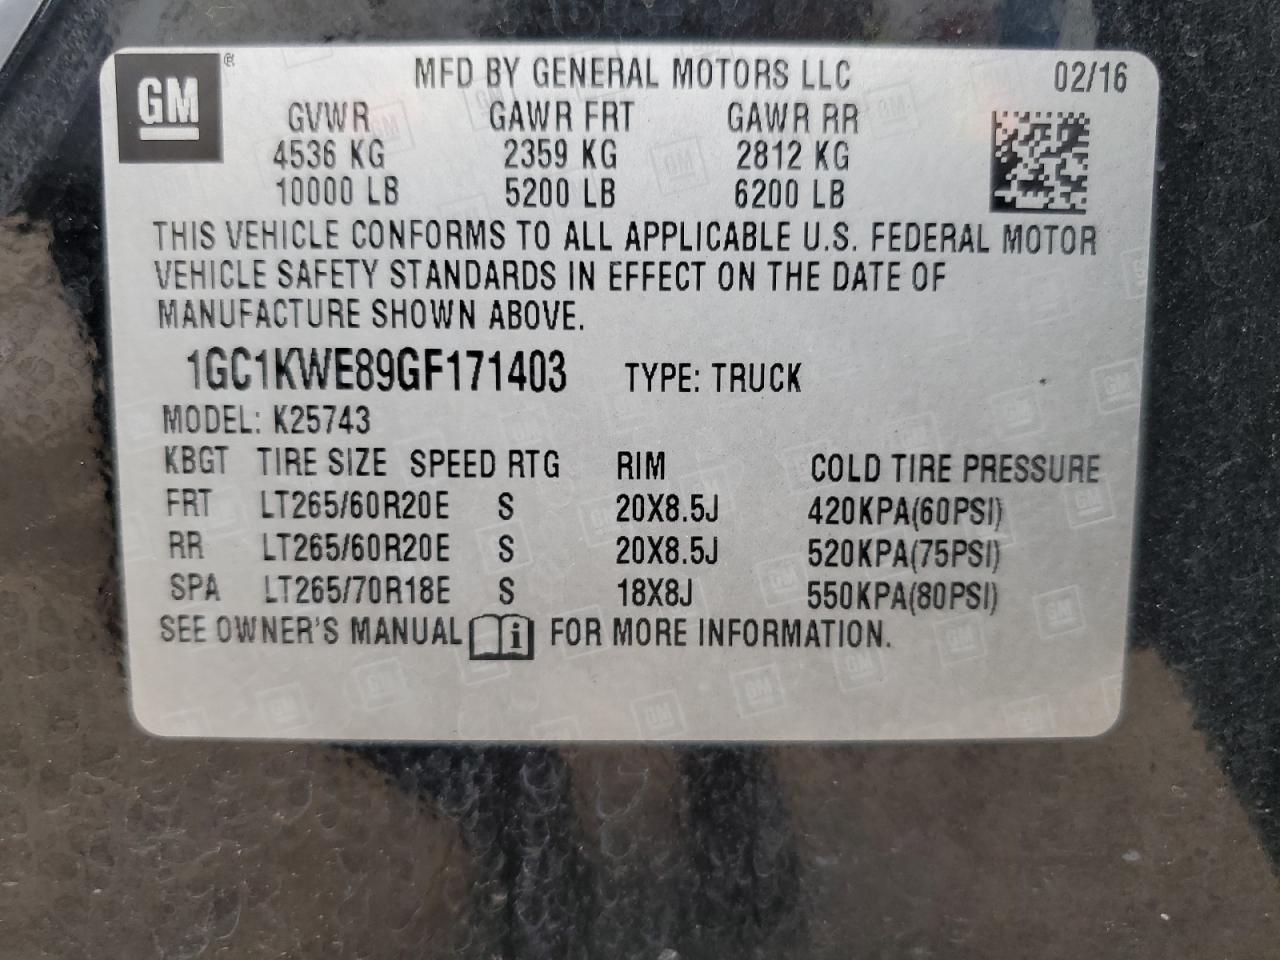 GM ® MFD BY GENERAL MOTORS LLC 02/16
GVWR GAWR FRT GAWR RR
4536 KG 2359 KG 2812 KG
10000 LB 5200 LB 6200 LB
THIS VEHICLE CONFORMS TO ALL APPLICABLE U.S. FEDERAL MOTOR
VEHICLE SAFETY STANDARDS IN EFFECT ON THE DATE OF
MANUFACTURE SHOWN ABOVE.
1GC1KWE89GF171403 TYPE: TRUCK
MODEL: K25743
KBGT TIRE SIZE SPEED RTG RIM COLD TIRE PRESSURE
FRT LT265/60R20E S 20X8.5J 420KPA(60PSI)
RR LT265/60R20E S 20X8.5J 520KPA(75PSI)
SPA LT265/70R18E S 18X8J 550KPA(80PSI)
SEE OWNER'S MANUAL i FOR MORE INFORMATION.